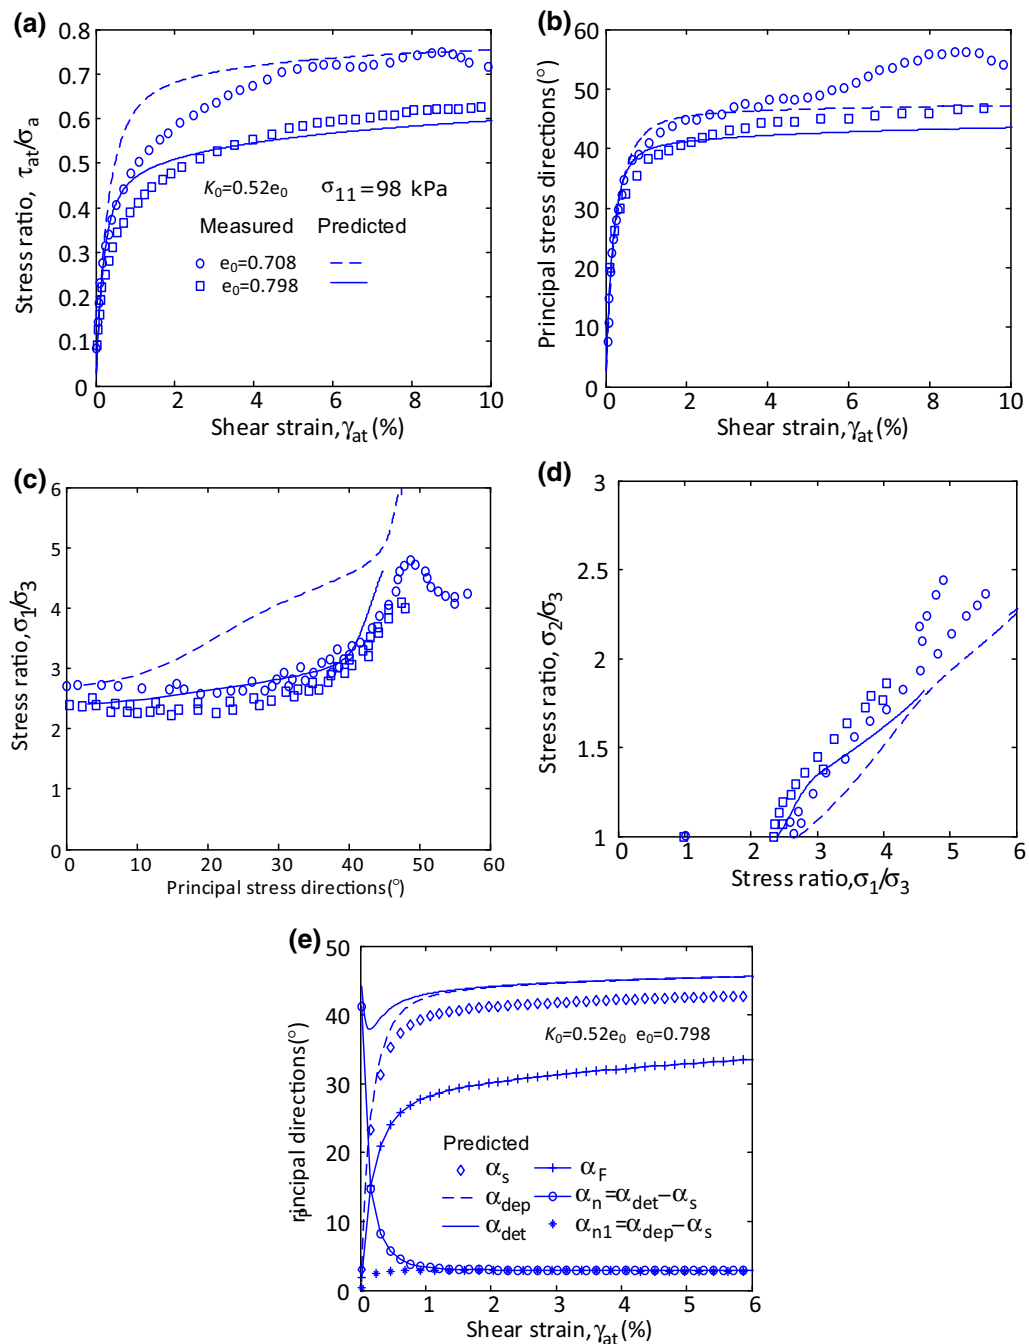 (a)
0.8
0.7
0.6
0.5
0.4
0.3
0.2
0.1
0
Stress ratio, τat/σa
K0=0.52e0
σ11=98 kPa
Measured
Predicted
e0=0.708
e0=0.798
0 2 4 6 8 10
Shear strain,γat(%)
(b)
60
50
40
30
20
10
0
Principal stress directions(°)
0 2 4 6 8 10
Shear strain,γat(%)
(c)
6
5
4
3
2
1
0
Stress ratio,σ1/σ3
0 10 20 30 40 50 60
Principal stress directions(°)
(d)
3
2.5
2
1.5
1
Stress ratio, σ2/σ3
0 1 2 3 4 5 6
Stress ratio,σ1/σ3
(e)
50
40
30
20
10
0
rincipal directions(°)
K0=0.52e0 e0=0.798
Predicted
αs
αF
αdep
αn=αdet−αs
αdet
αn1=αdep−αs
0 1 2 3 4 5 6
Shear strain,γat(%)